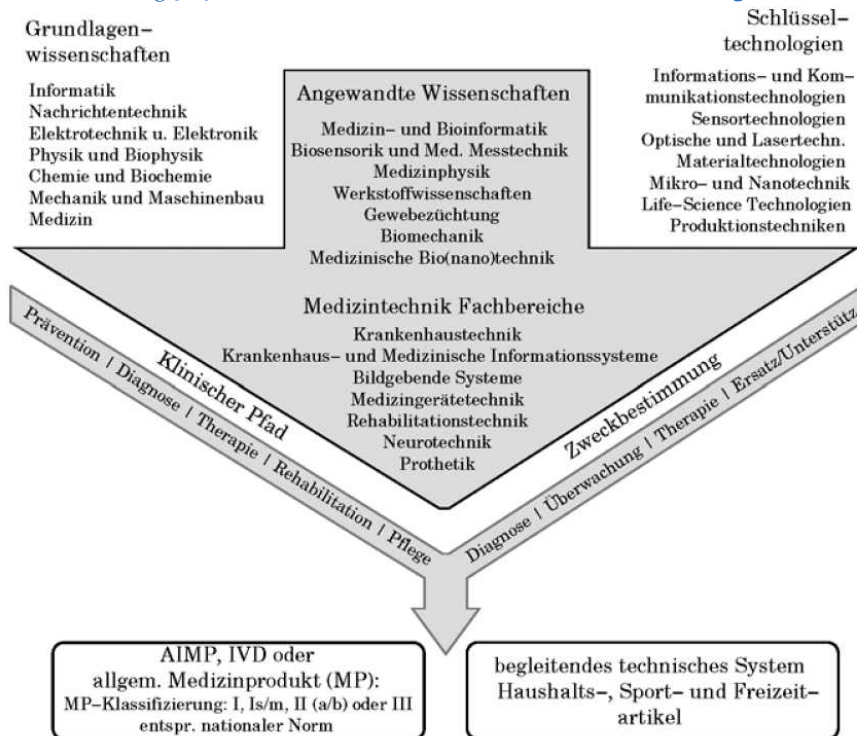 Grundlagen–
wissenschaften
Informatik
Nachrichtentechnik
Elektrotechnik u. Elektronik
Physik und Biophysik
Chemie und Biochemie
Mechanik und Maschinenbau
Medizin
Angewandte Wissenschaften
Medizin– und Bioinformatik
Biosensorik und Med. Messtechnik
Medizinphysik
Werkstoffwissenschaften
Gewebezüchtung
Biomechanik
Medizinische Bio(nano)technik
Schlüssel–
technologien
Informations– und Kom–
munikationstechnologien
Sensortechnologien
Optische und Lasertechn.
Materialtechnologien
Mikro– und Nanotechnik
Life–Science Technologien
Produktionstechniken
Medizintechnik Fachbereiche
Krankenhaustechnik
Krankenhaus– und Medizinische Informationssysteme
Bildgebende Systeme
Medizingerätetechnik
Rehabilitationstechnik
Neurotechnik
Prothetik
Klinischer Pfad
Prävention | Diagnose | Therapie | Rehabilitation | Pflege
Zweckbestimmung
Diagnose | Überwachung | Therapie | Ersatz/Unterstütz
AIMP, IVD oder
allgem. Medizinprodukt (MP):
MP–Klassifizierung: I, Is/m, II (a/b) oder III
entspr. nationaler Norm
begleitendes technisches System
Haushalts–, Sport– und Freizeit–
artikel